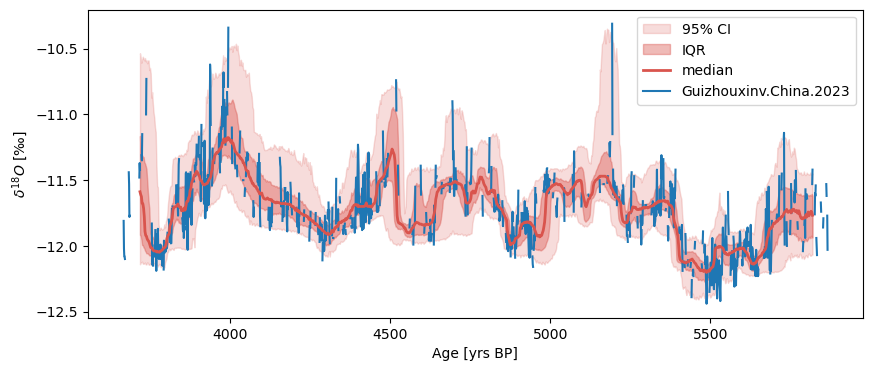 95% CI
IQR
median
Guizhouxinv.China.2023
δ¹⁸O [‰]
−10.5
−11.0
−11.5
−12.0
−12.5
4000 4500 5000 5500
Age [yrs BP]